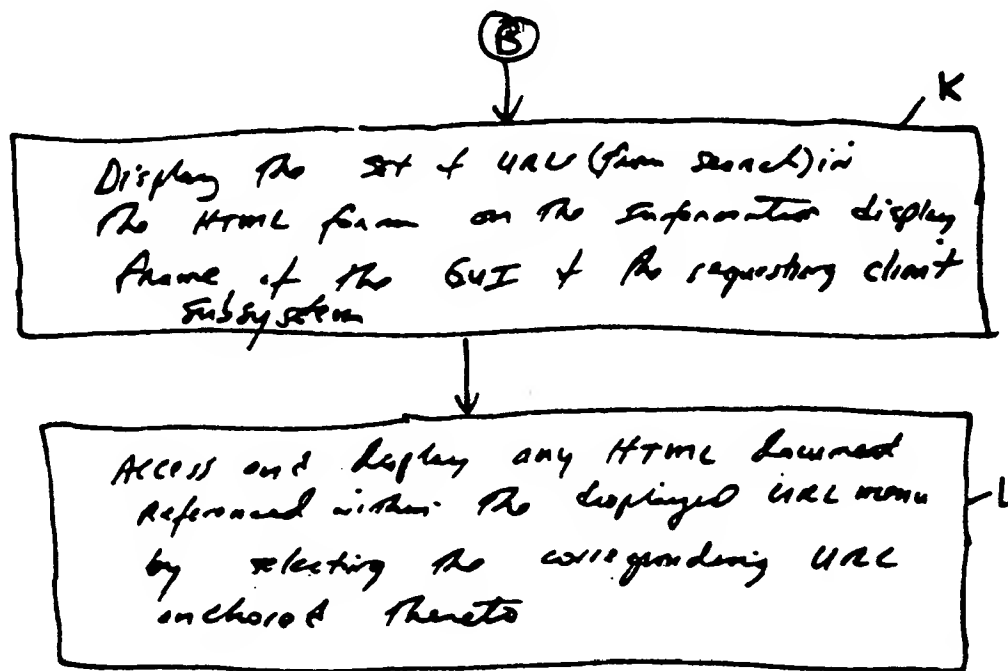 B
K
Display the set of URLs (from search) in
the HTML form on the Information display
frame of the GUI of the requesting client
subsystem
Access and display any HTML document
referenced within the displayed URL menu
by selecting the corresponding URL
anchored thereto
L